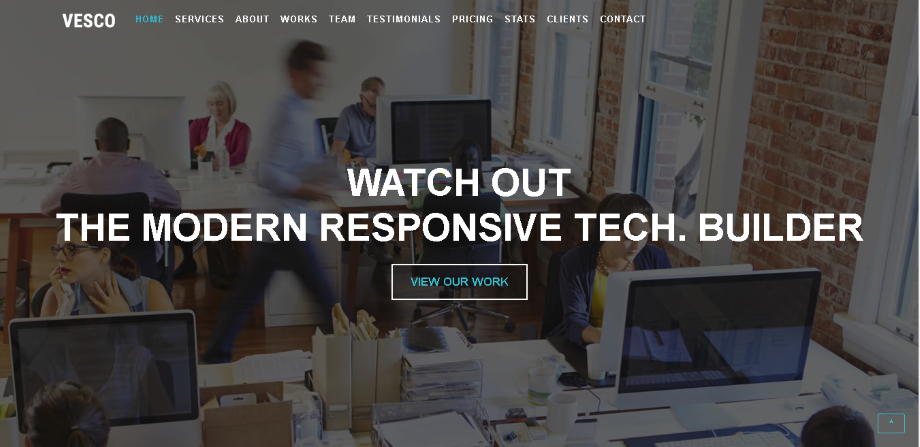 VESCO HOME SERVICES ABOUT WORKS TEAM TESTIMONIALS PRICING STATS CLIENTS CONTACT
WATCH OUT
THE MODERN RESPONSIVE TECH. BUILDER
VIEW OUR WORK
^